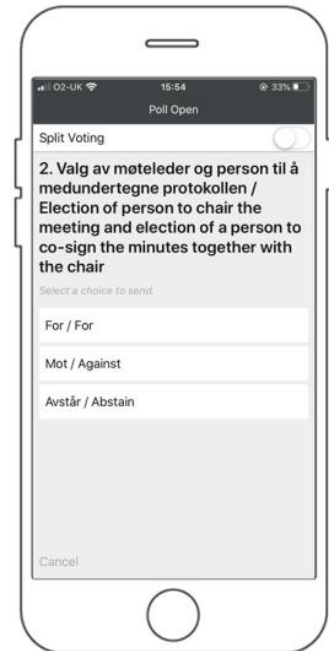 O2-UK 15:54 33%
Poll Open
Split Voting
2. Valg av møteleder og person til å
medundertegne protokollen /
Election of person to chair the
meeting and election of a person to
co-sign the minutes together with
the chair
Select a choice to send.
For / For
Mot / Against
Avstår / Abstain
Cancel